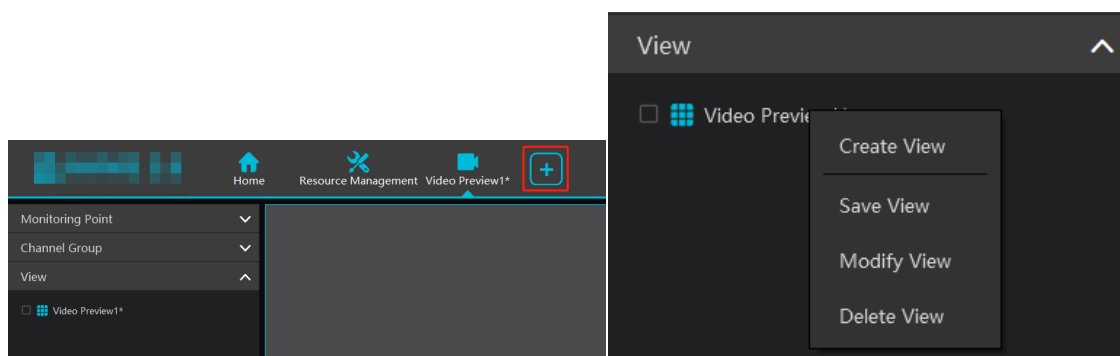 Home
Resource Management
Video Preview1*
Monitoring Point
Channel Group
View
Video Preview1*
View
Video
Create View
Save View
Modify View
Delete View